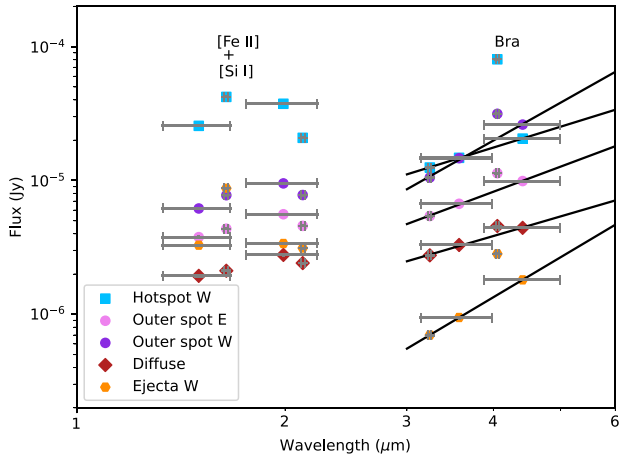 [Fe II]
+
[Si I]
Bra
10⁻⁴
10⁻⁵
10⁻⁶
Flux (Jy)
Hotspot W
Outer spot E
Outer spot W
Diffuse
Ejecta W
1
2
3
4
6
Wavelength (μm)